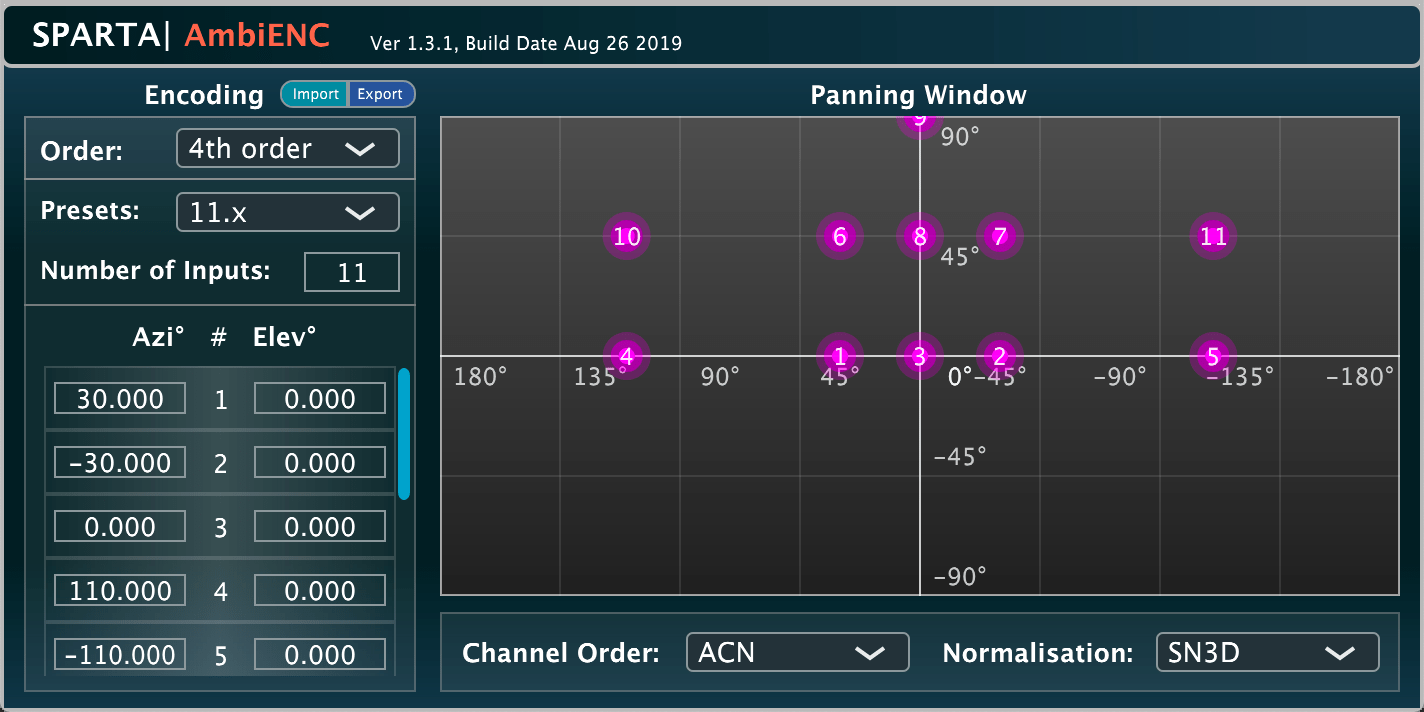 SPARTA| AmbiENC Ver 1.3.1, Build Date Aug 26 2019
Encoding Import Export
Order: 4th order
Presets: 11.x
Number of Inputs: 11
Azi° # Elev°
30.000 1 0.000
−30.000 2 0.000
0.000 3 0.000
110.000 4 0.000
−110.000 5 0.000
Panning Window
9
90°
10 6 8 7 11
45°
4 1 3 2 5
180° 135° 90° 45° 0° −45° −90° −135° −180°
−45°
−90°
Channel Order: ACN Normalisation: SN3D